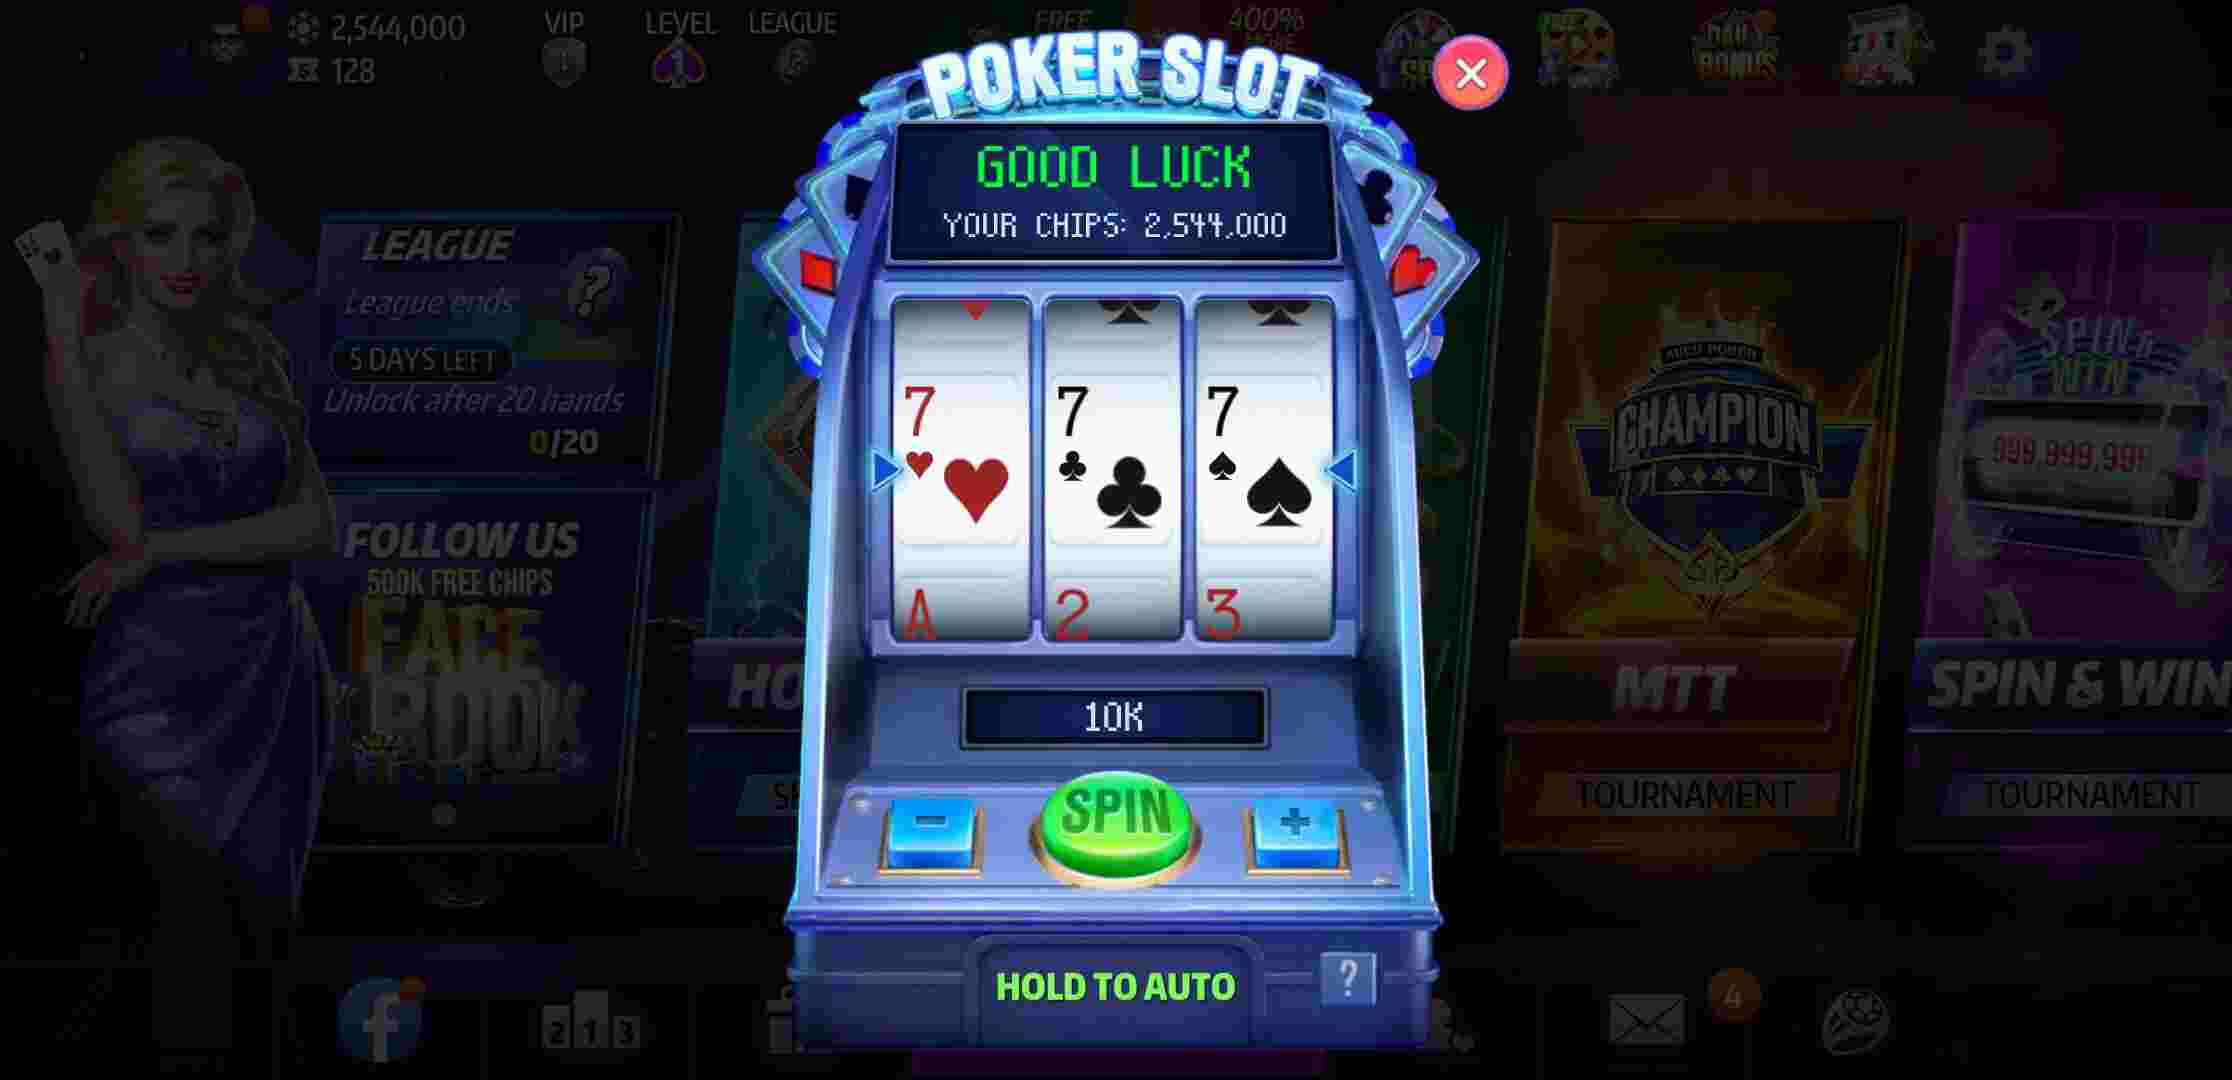 2,544,000
128
VIP
LEVEL
1
LEAGUE
FREE
400%
MORE
DAILY
BONUS
POKER SLOT
GOOD LUCK
YOUR CHIPS: 2,544,000
LEAGUE
League ends
5 DAYS LEFT
Unlock after 20 hands
0/20
?
FOLLOW US
500K FREE CHIPS
FACE
BOOK
7
7
7
A
2
3
10K
-
SPIN
+
HOLD TO AUTO
?
HO
CHAMPION
MTT
TOURNAMENT
SPIN &
WIN
999,999,99
SPIN & WIN
TOURNAMENT
f
2 1 3
4